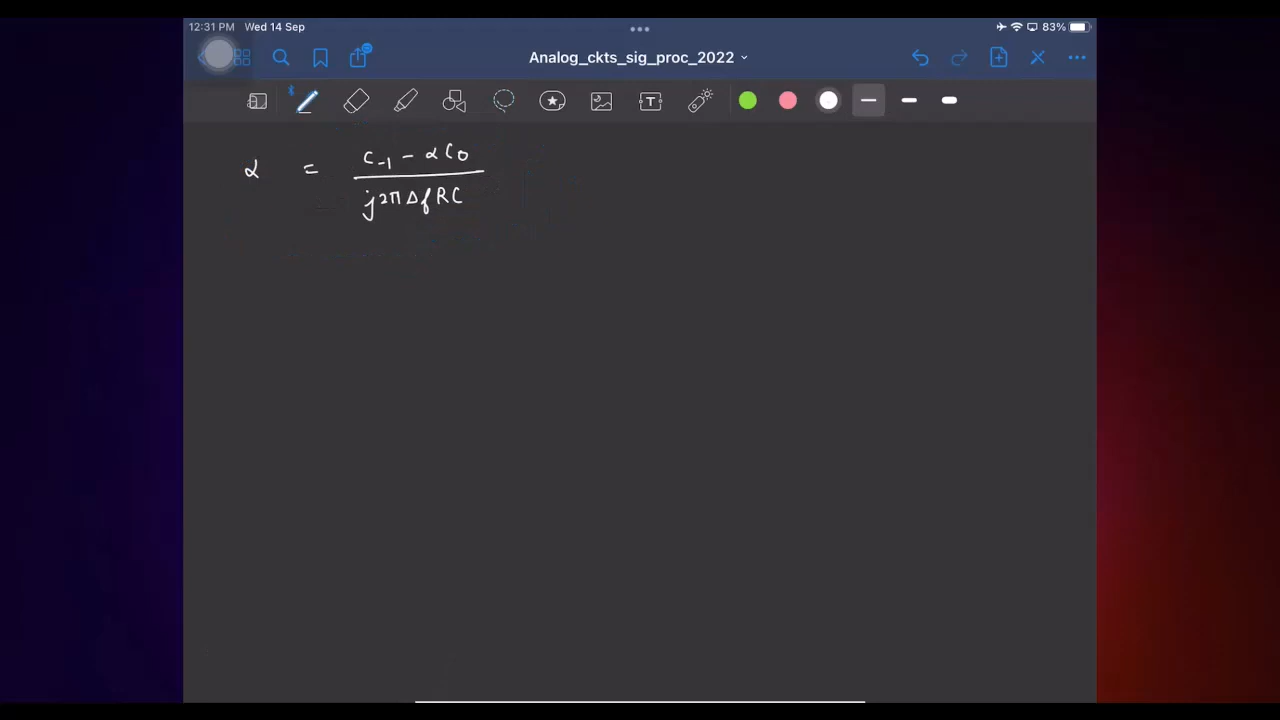 12:31 PM Wed 14 Sep 83%
Analog_ckts_sig_proc_2022
α = (C₋₁ − αC₀) / (j2πΔfRC)